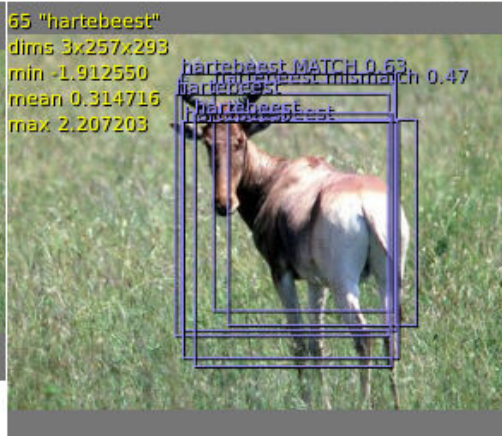 65 "hartebeest"
dims 3x257x293
min -1.912550
mean 0.314716
max 2.207203
hartebeest MATCH 0.63
hartebeest mismatch 0.47
hartebeest
hartebeest